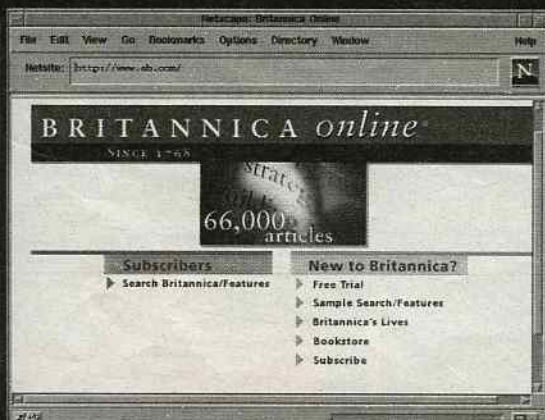 Netscape: Britannica Online
File Edit View Go Bookmarks Options Directory Window Help
Netsite: http://www.eb.com/
N
BRITANNICA online
SINCE 1768
strateg
66,000
articles
Subscribers
Search Britannica/Features
New to Britannica?
Free Trial
Sample Search/Features
Britannica's Lives
Bookstore
Subscribe